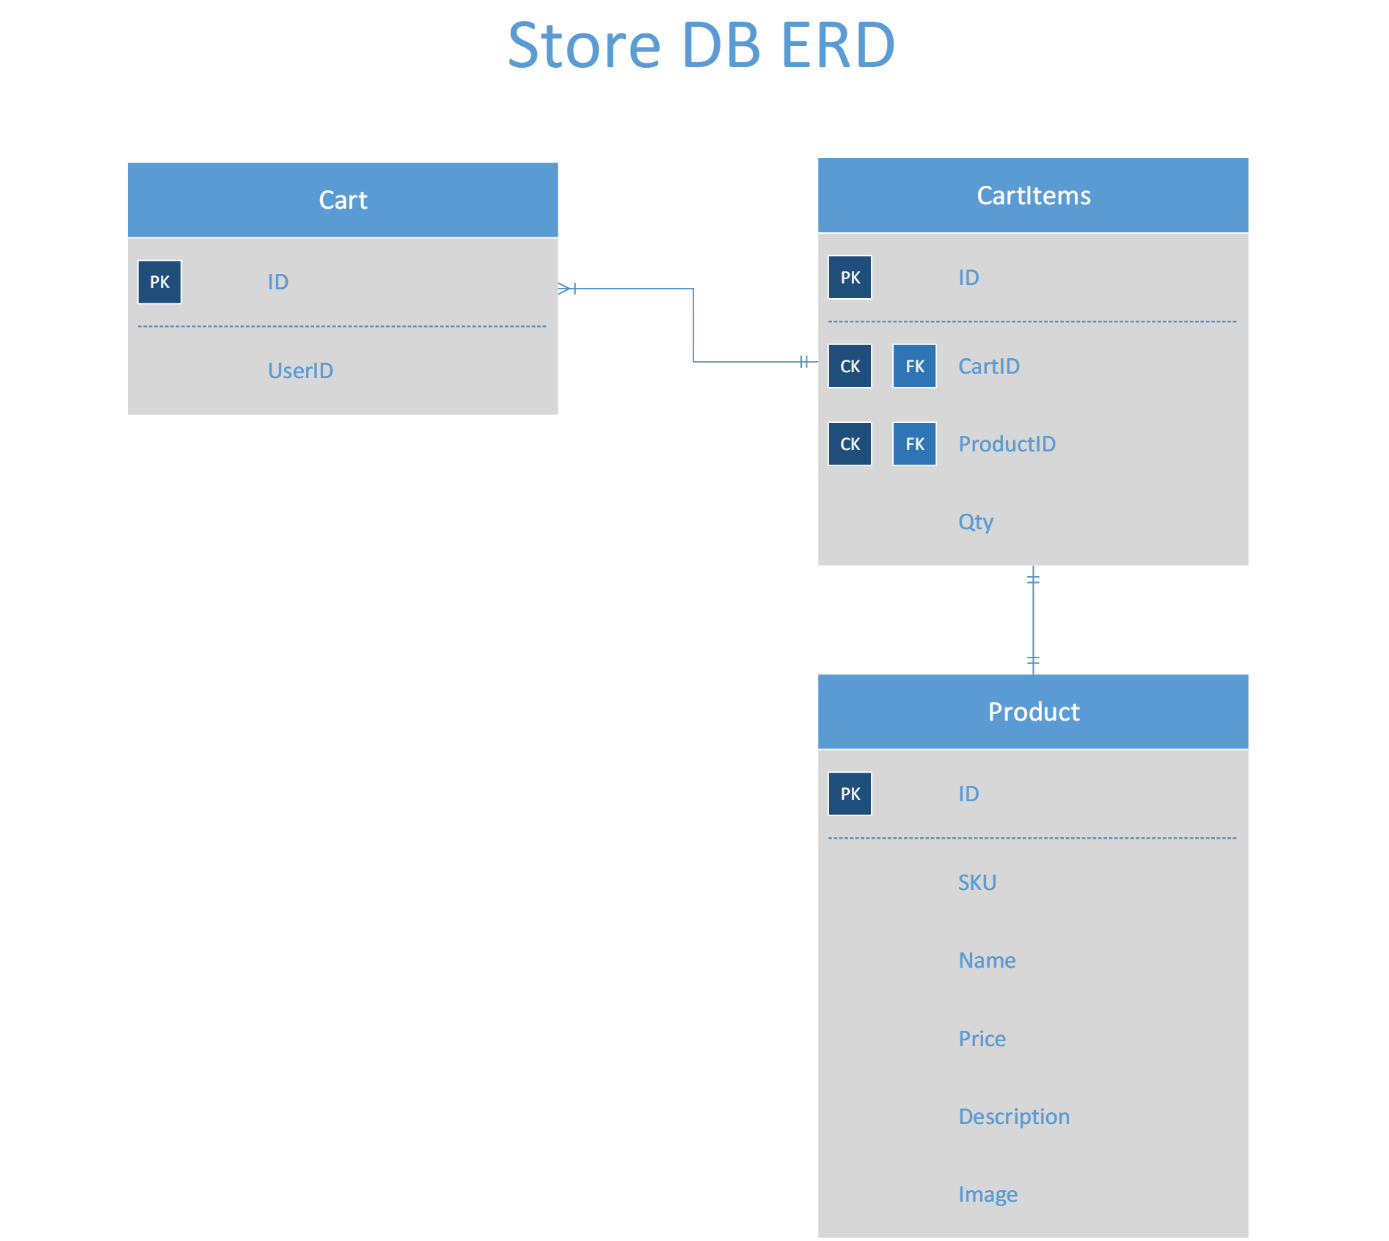 Store DB ERD
Cart
PK ID
UserID
CartItems
PK ID
CK FK CartID
CK FK ProductID
Qty
Product
PK ID
SKU
Name
Price
Description
Image